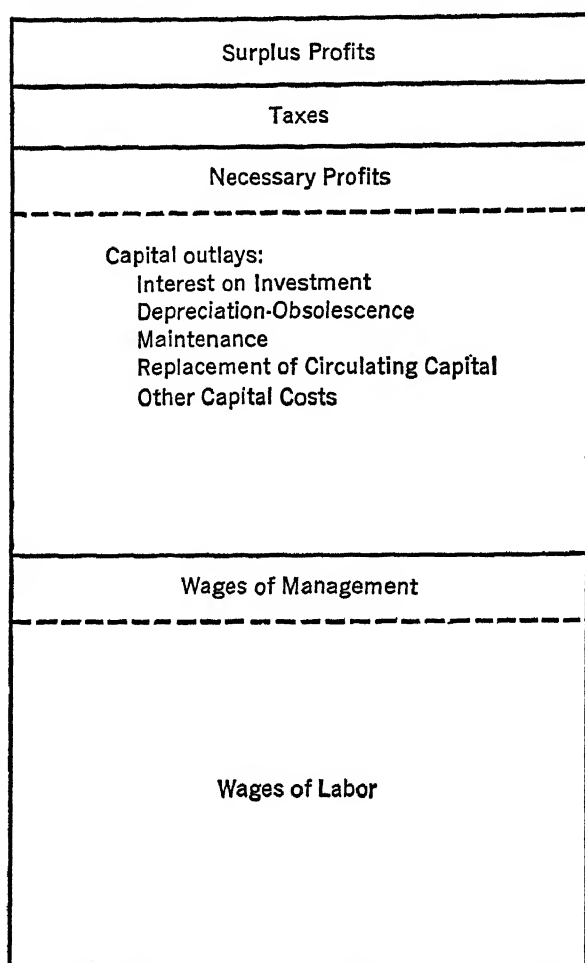 Surplus Profits
Taxes
Necessary Profits
Capital outlays:
Interest on Investment
Depreciation-Obsolescence
Maintenance
Replacement of Circulating Capital
Other Capital Costs
Wages of Management
Wages of Labor